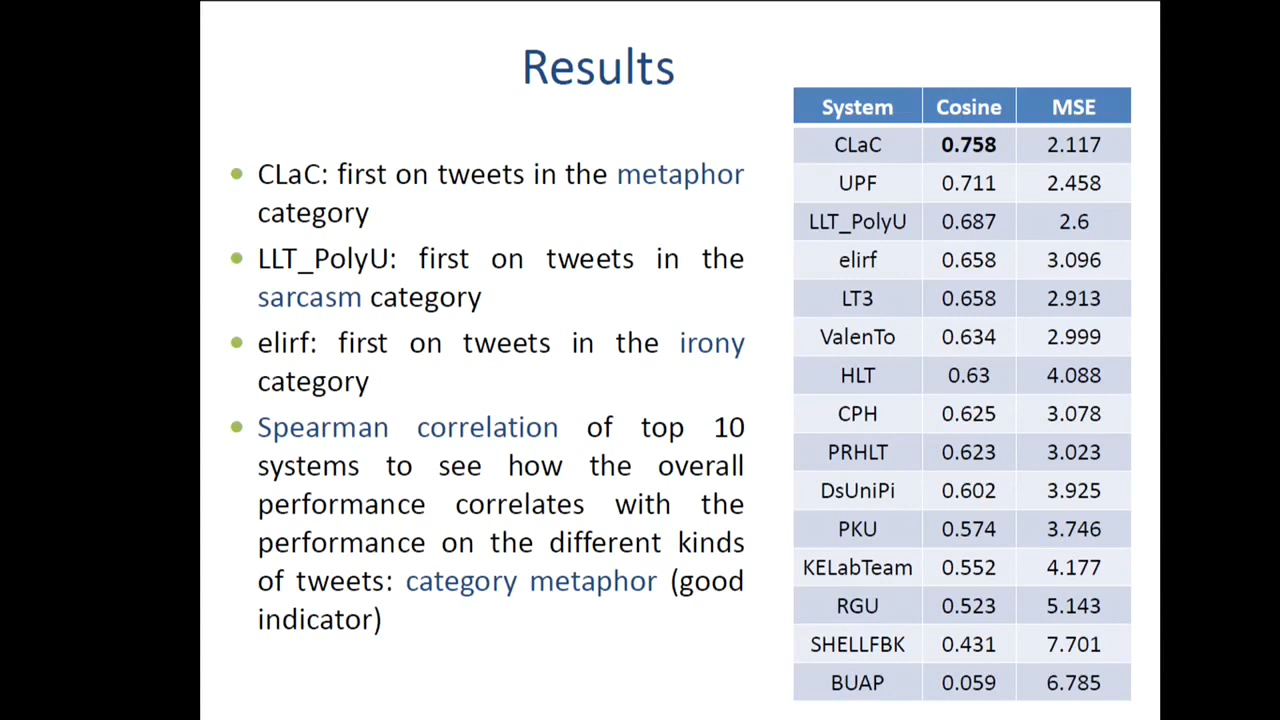 Results
CLaC: first on tweets in the metaphor
category
LLT_PolyU: first on tweets in the
sarcasm category
elirf: first on tweets in the irony
category
Spearman correlation of top 10
systems to see how the overall
performance correlates with the
performance on the different kinds
of tweets: category metaphor (good
indicator)
System Cosine MSE
CLaC 0.758 2.117
UPF 0.711 2.458
LLT_PolyU 0.687 2.6
elirf 0.658 3.096
LT3 0.658 2.913
ValenTo 0.634 2.999
HLT 0.63 4.088
CPH 0.625 3.078
PRHLT 0.623 3.023
DsUniPi 0.602 3.925
PKU 0.574 3.746
KELabTeam 0.552 4.177
RGU 0.523 5.143
SHELLFBK 0.431 7.701
BUAP 0.059 6.785